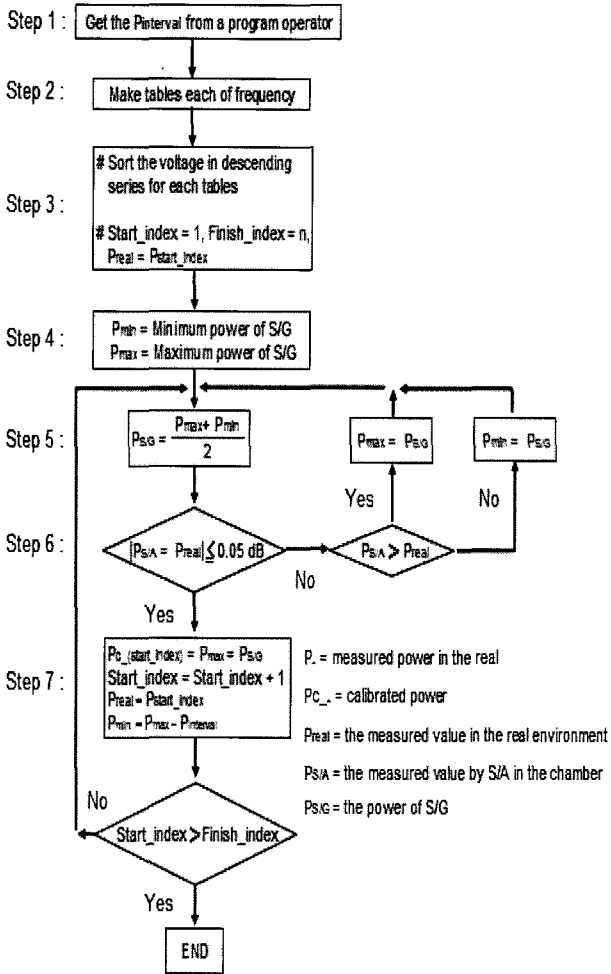 Step 1 :
Get the Pinterval from a program operator
Step 2 :
Make tables each of frequency
Step 3 :
# Sort the voltage in descending
series for each tables
# Start_index = 1, Finish_index = n,
Preal = Pstart_index
Step 4 :
Pmin = Minimum power of S/G
Pmax = Maximum power of S/G
Step 5 :
PS/G = Pmax+ Pmin
2
Pmax = PS/G
Pmin = PS/G
Yes
No
Step 6 :
|PS/A = Preal| ≤ 0.05 dB
No
PS/A > Preal
Yes
Step 7 :
Pc_(start_index) = Pmax = PS/G
Start_index = Start_index + 1
Preal = Pstart_index
Pmin = Pmax - Pinterval
P- = measured power in the real
Pc_- = calibrated power
Preal = the measured value in the real environment
PS/A = the measured value by S/A in the chamber
PS/G = the power of S/G
No
Start_index > Finish_index
Yes
END